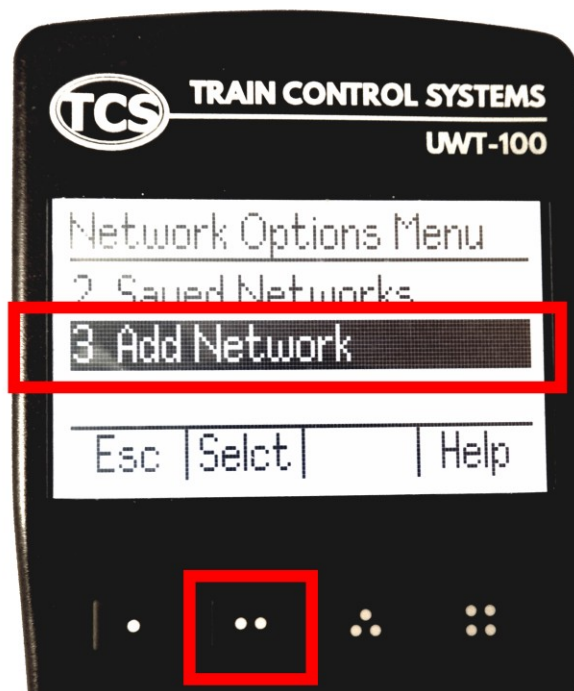 TCS
TRAIN CONTROL SYSTEMS
UWT-100
Network Options Menu
2 Saved Networks
3 Add Network
Esc Selct Help